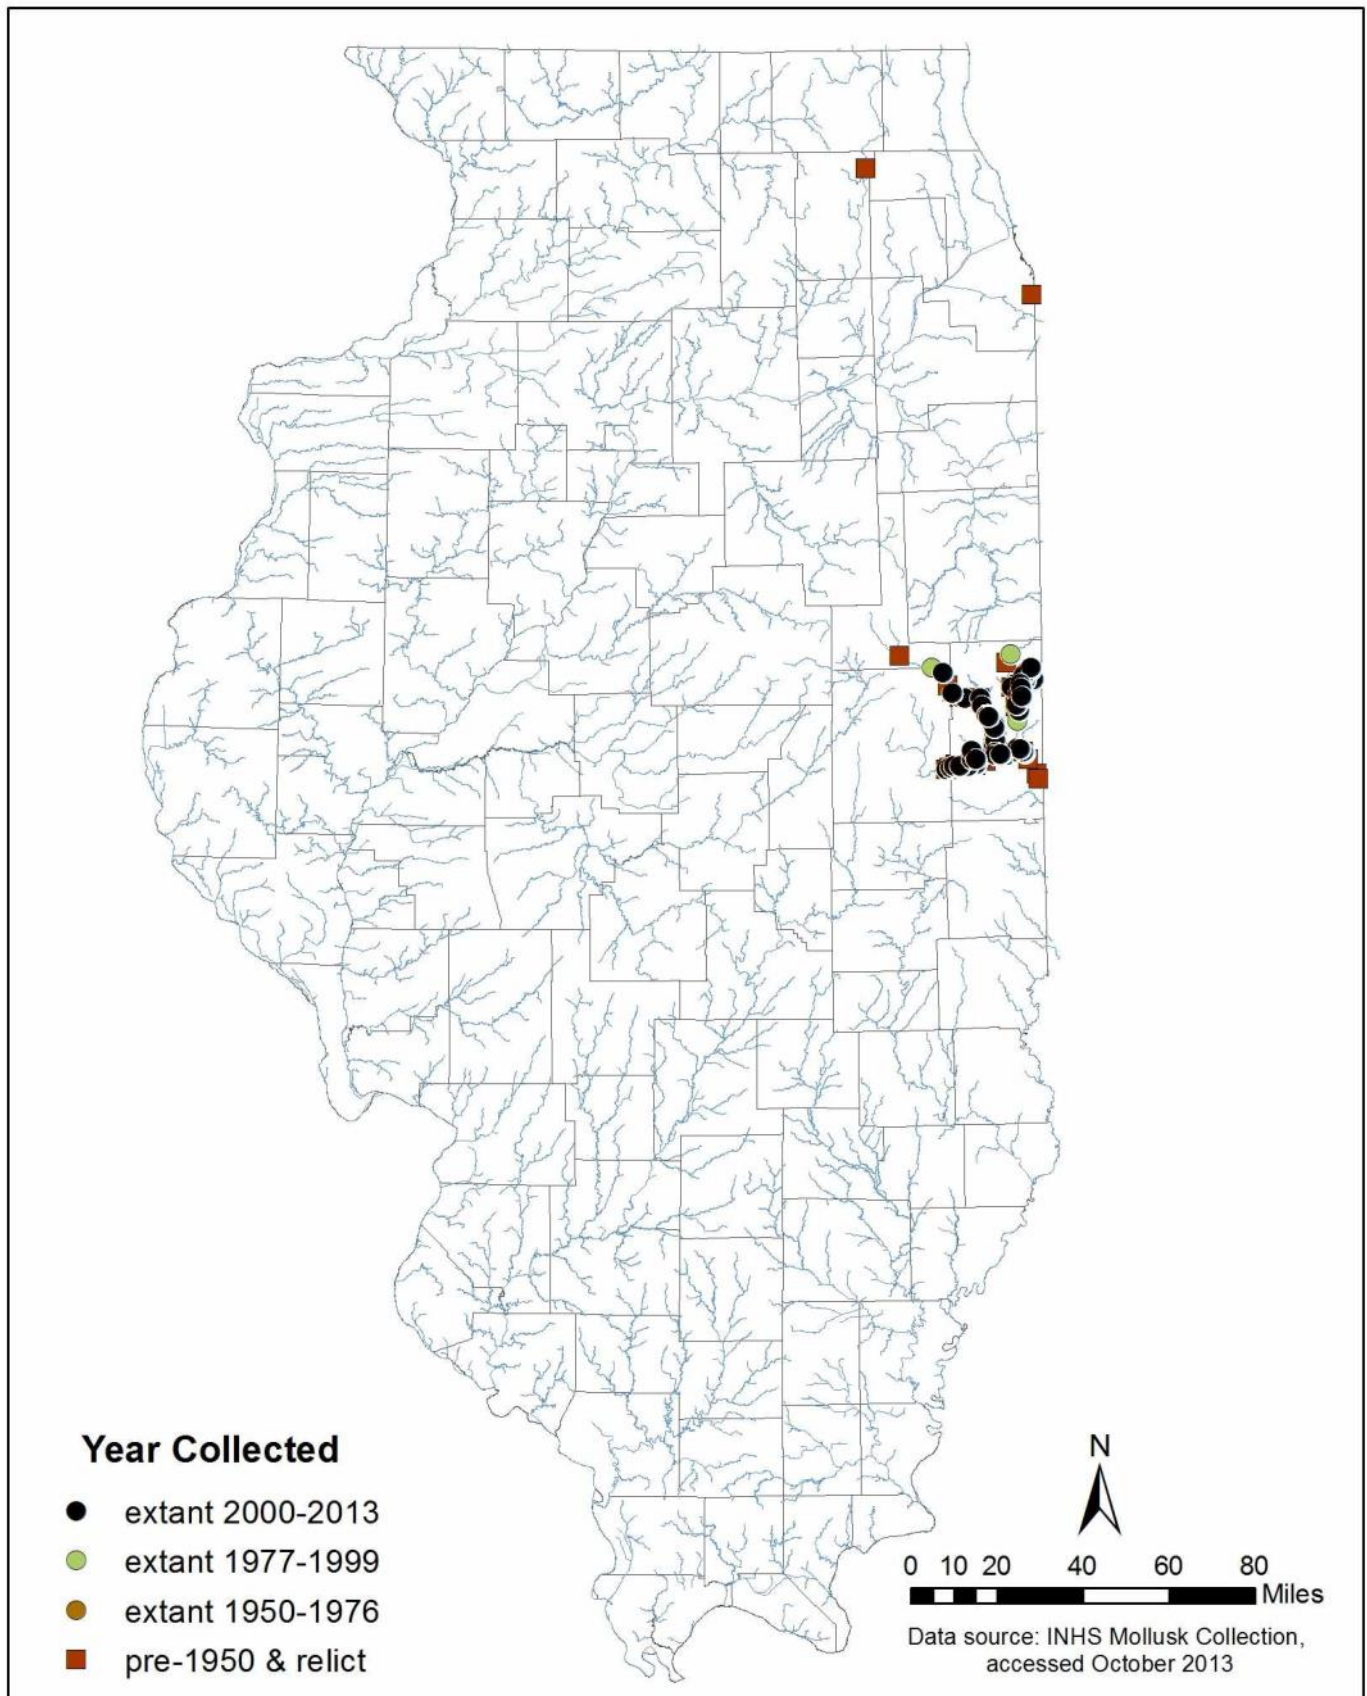 Year Collected
extant 2000-2013
extant 1977-1999
extant 1950-1976
pre-1950 & relict
N
0 10 20 40 60 80
Miles
Data source: INHS Mollusk Collection,
accessed October 2013